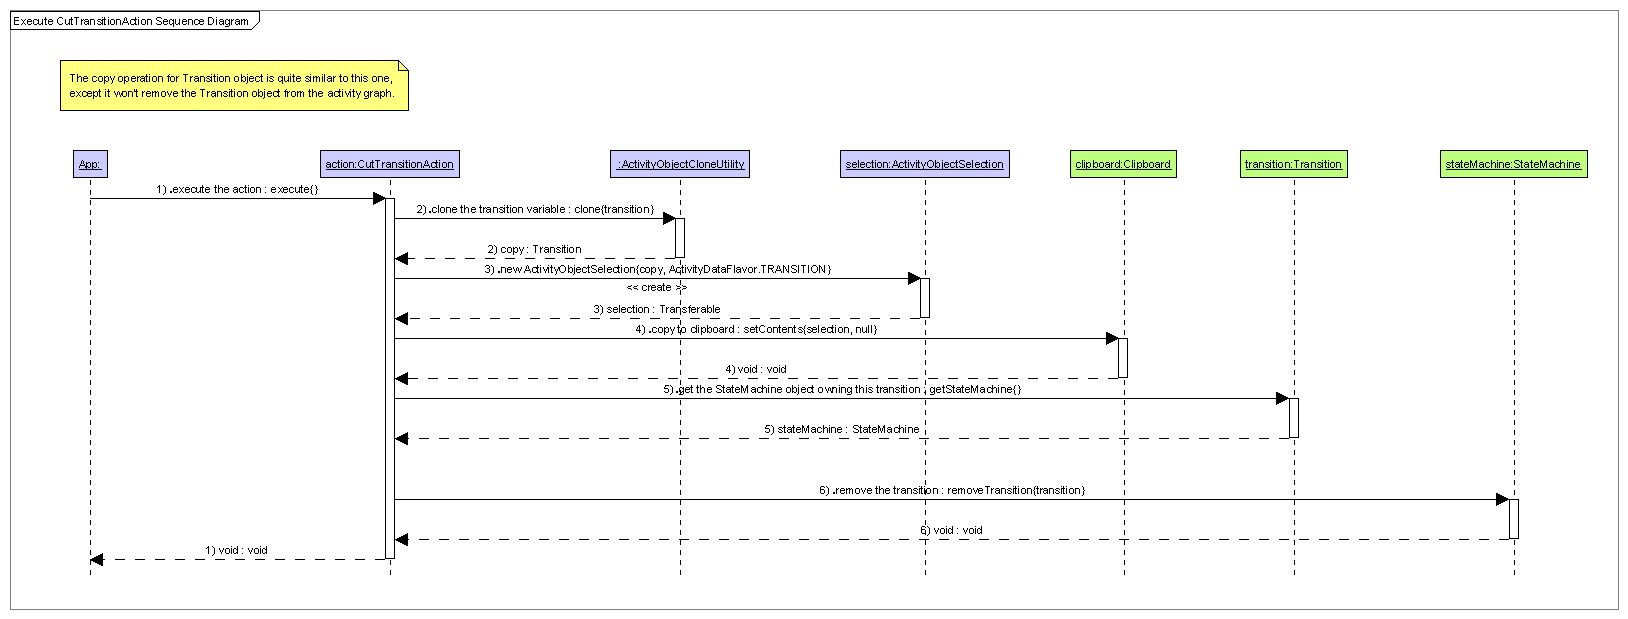 Execute CutTransitionAction Sequence Diagram
The copy operation for Transition object is quite similar to this one,
except it won't remove the Transition object from the activity graph.
App:
action:CutTransitionAction
:ActivityObjectCloneUtility
selection:ActivityObjectSelection
clipboard:Clipboard
transition:Transition
stateMachine:StateMachine
1) .execute the action : execute{}
2) .clone the transition variable : clone{transition}
2) copy : Transition
3) .new ActivityObjectSelection{copy, ActivityDataFlavor.TRANSITION}
<< create >>
3) selection : Transferable
4) .copy to clipboard : setContents{selection, null}
4) void : void
5) .get the StateMachine object owning this transition : getStateMachine{}
5) stateMachine : StateMachine
6) .remove the transition : removeTransition{transition}
6) void : void
1) void : void